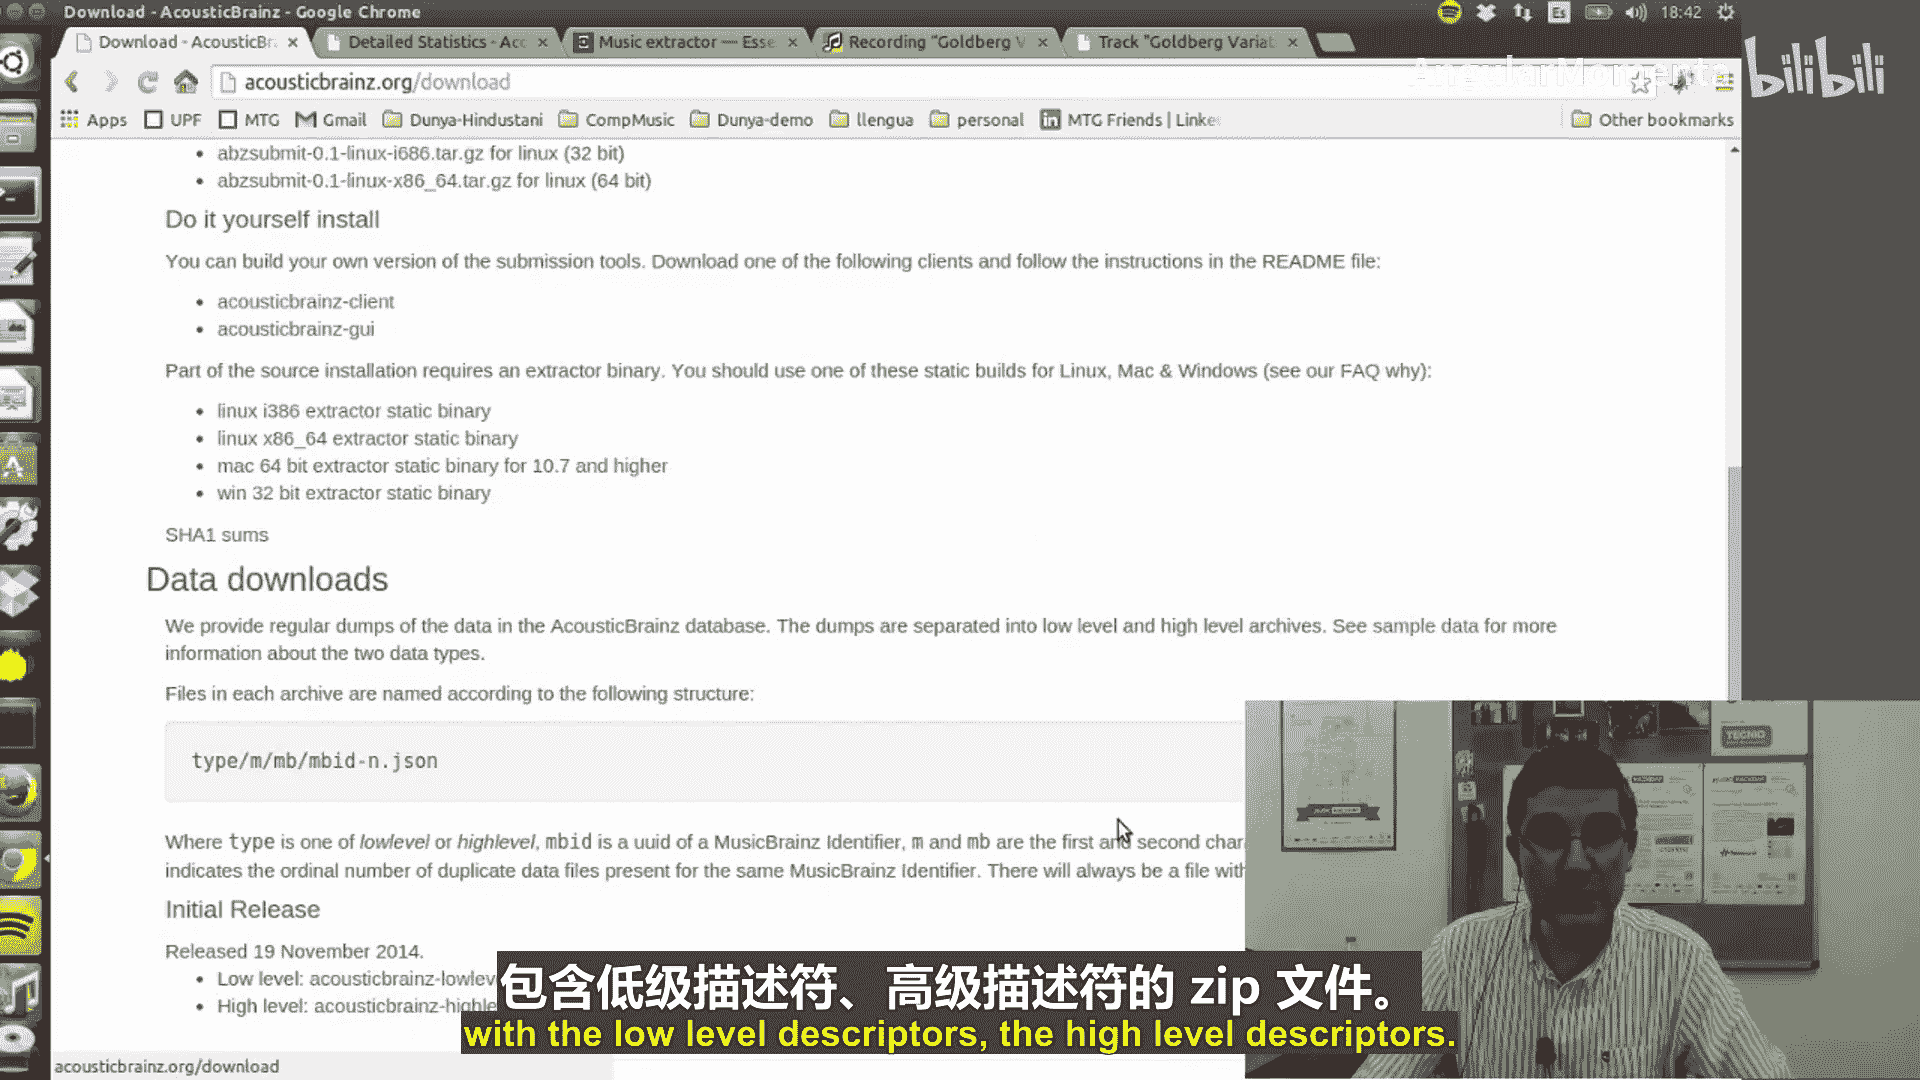 Download - AcousticBrainz - Google Chrome
18:42
Download - AcousticBr
Detailed Statistics - Acc
Music extractor — Esse
Recording "Goldberg V
Track "Goldberg Variat
acousticbrainz.org/download
bilibili
Apps UPF MTG Gmail Dunya-Hindustani CompMusic Dunya-demo llengua personal MTG Friends | Linke Other bookmarks
• abzsubmit-0.1-linux-i686.tar.gz for linux (32 bit)
• abzsubmit-0.1-linux-x86_64.tar.gz for linux (64 bit)
Do it yourself install
You can build your own version of the submission tools. Download one of the following clients and follow the instructions in the README file:
• acousticbrainz-client
• acousticbrainz-gui
Part of the source installation requires an extractor binary. You should use one of these static builds for Linux, Mac & Windows (see our FAQ why):
• linux i386 extractor static binary
• linux x86_64 extractor static binary
• mac 64 bit extractor static binary for 10.7 and higher
• win 32 bit extractor static binary
SHA1 sums
Data downloads
We provide regular dumps of the data in the AcousticBrainz database. The dumps are separated into low level and high level archives. See sample data for more
information about the two data types.
Files in each archive are named according to the following structure:
type/m/mb/mbid-n.json
Where type is one of lowlevel or highlevel, mbid is a uuid of a MusicBrainz Identifier, m and mb are the first and second chara
indicates the ordinal number of duplicate data files present for the same MusicBrainz Identifier. There will always be a file with
Initial Release
Released 19 November 2014.
• Low level: acousticbrainz-lowlev
• High level: acousticbrainz-highle
TECNIO
包含低级描述符、高级描述符的 zip 文件。
with the low level descriptors, the high level descriptors.
acousticbrainz.org/download